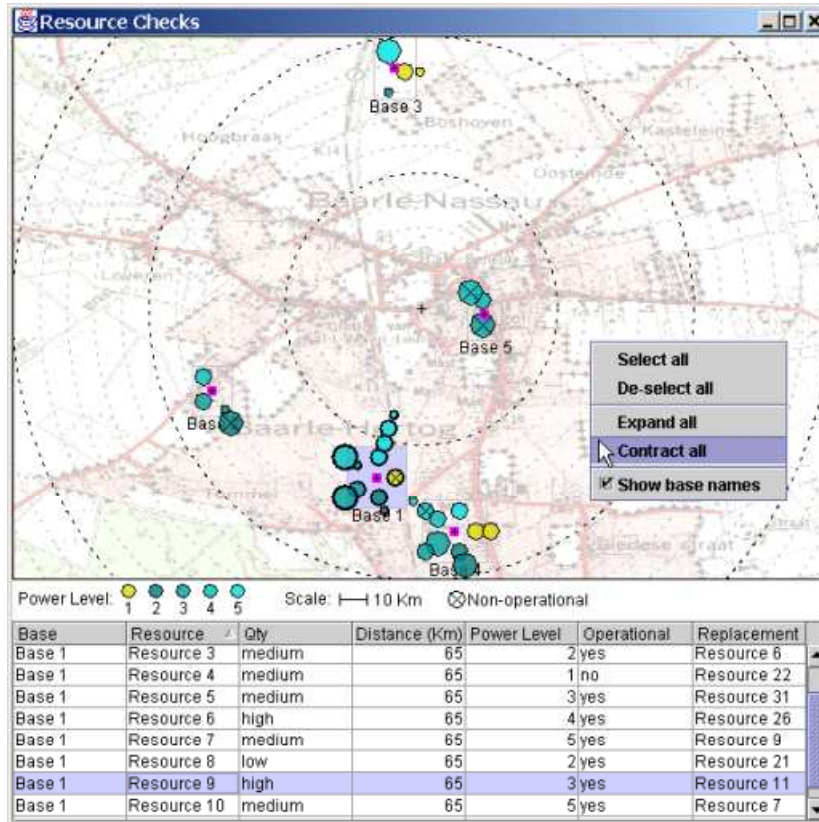 Resource Checks
Base 3
Boshoven
Hoogbraak
Kasteelein
Oosteinde
Baarle-Nassau
Loveren
Base 5
Select all
De-select all
Expand all
Contract all
Show base names
Baarle-Hertog
Base 1
Power Level: 1 2 3 4 5 Scale: 10 Km Non-operational
Base Resource Qty Distance (Km) Power Level Operational Replacement
Base 1 Resource 3 medium 65 2 yes Resource 6
Base 1 Resource 4 medium 65 1 no Resource 22
Base 1 Resource 5 medium 65 3 yes Resource 31
Base 1 Resource 6 high 65 4 yes Resource 26
Base 1 Resource 7 medium 65 5 yes Resource 9
Base 1 Resource 8 low 65 2 yes Resource 21
Base 1 Resource 9 high 65 3 yes Resource 11
Base 1 Resource 10 medium 65 5 yes Resource 7